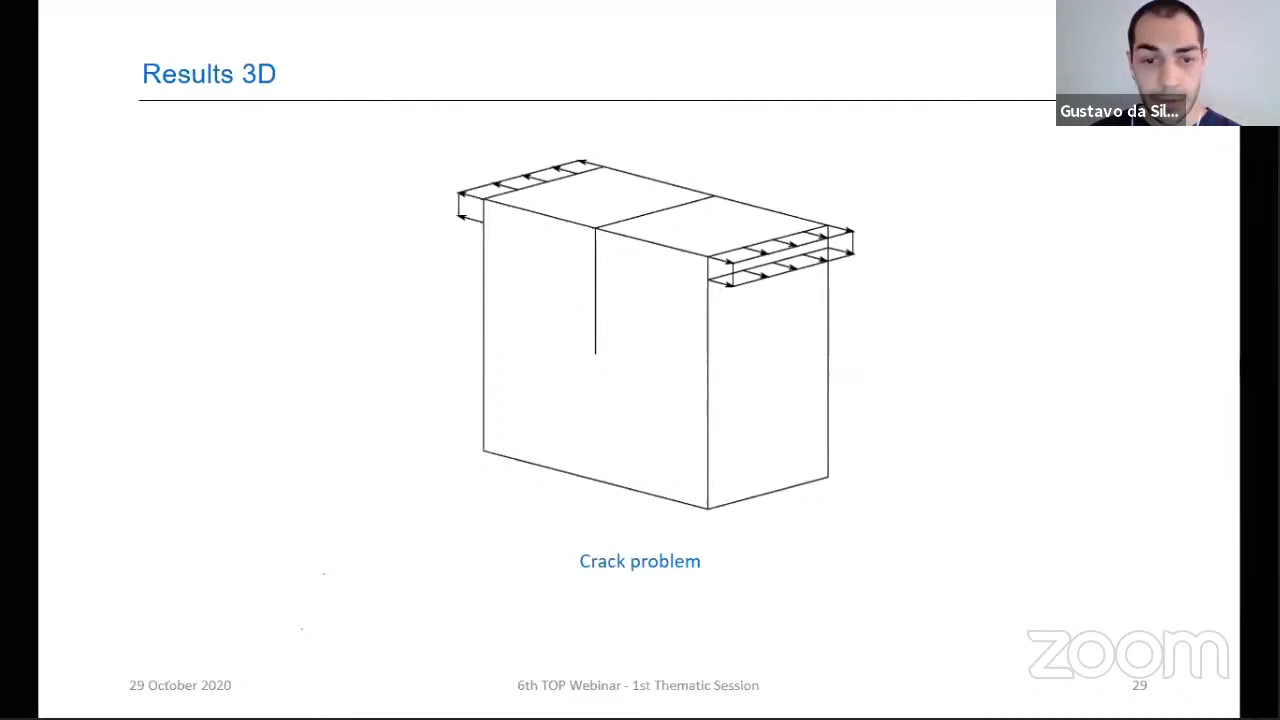 Results 3D
Gustavo da Sil...
Crack problem
zoom
29 October 2020
6th TOP Webinar - 1st Thematic Session
29